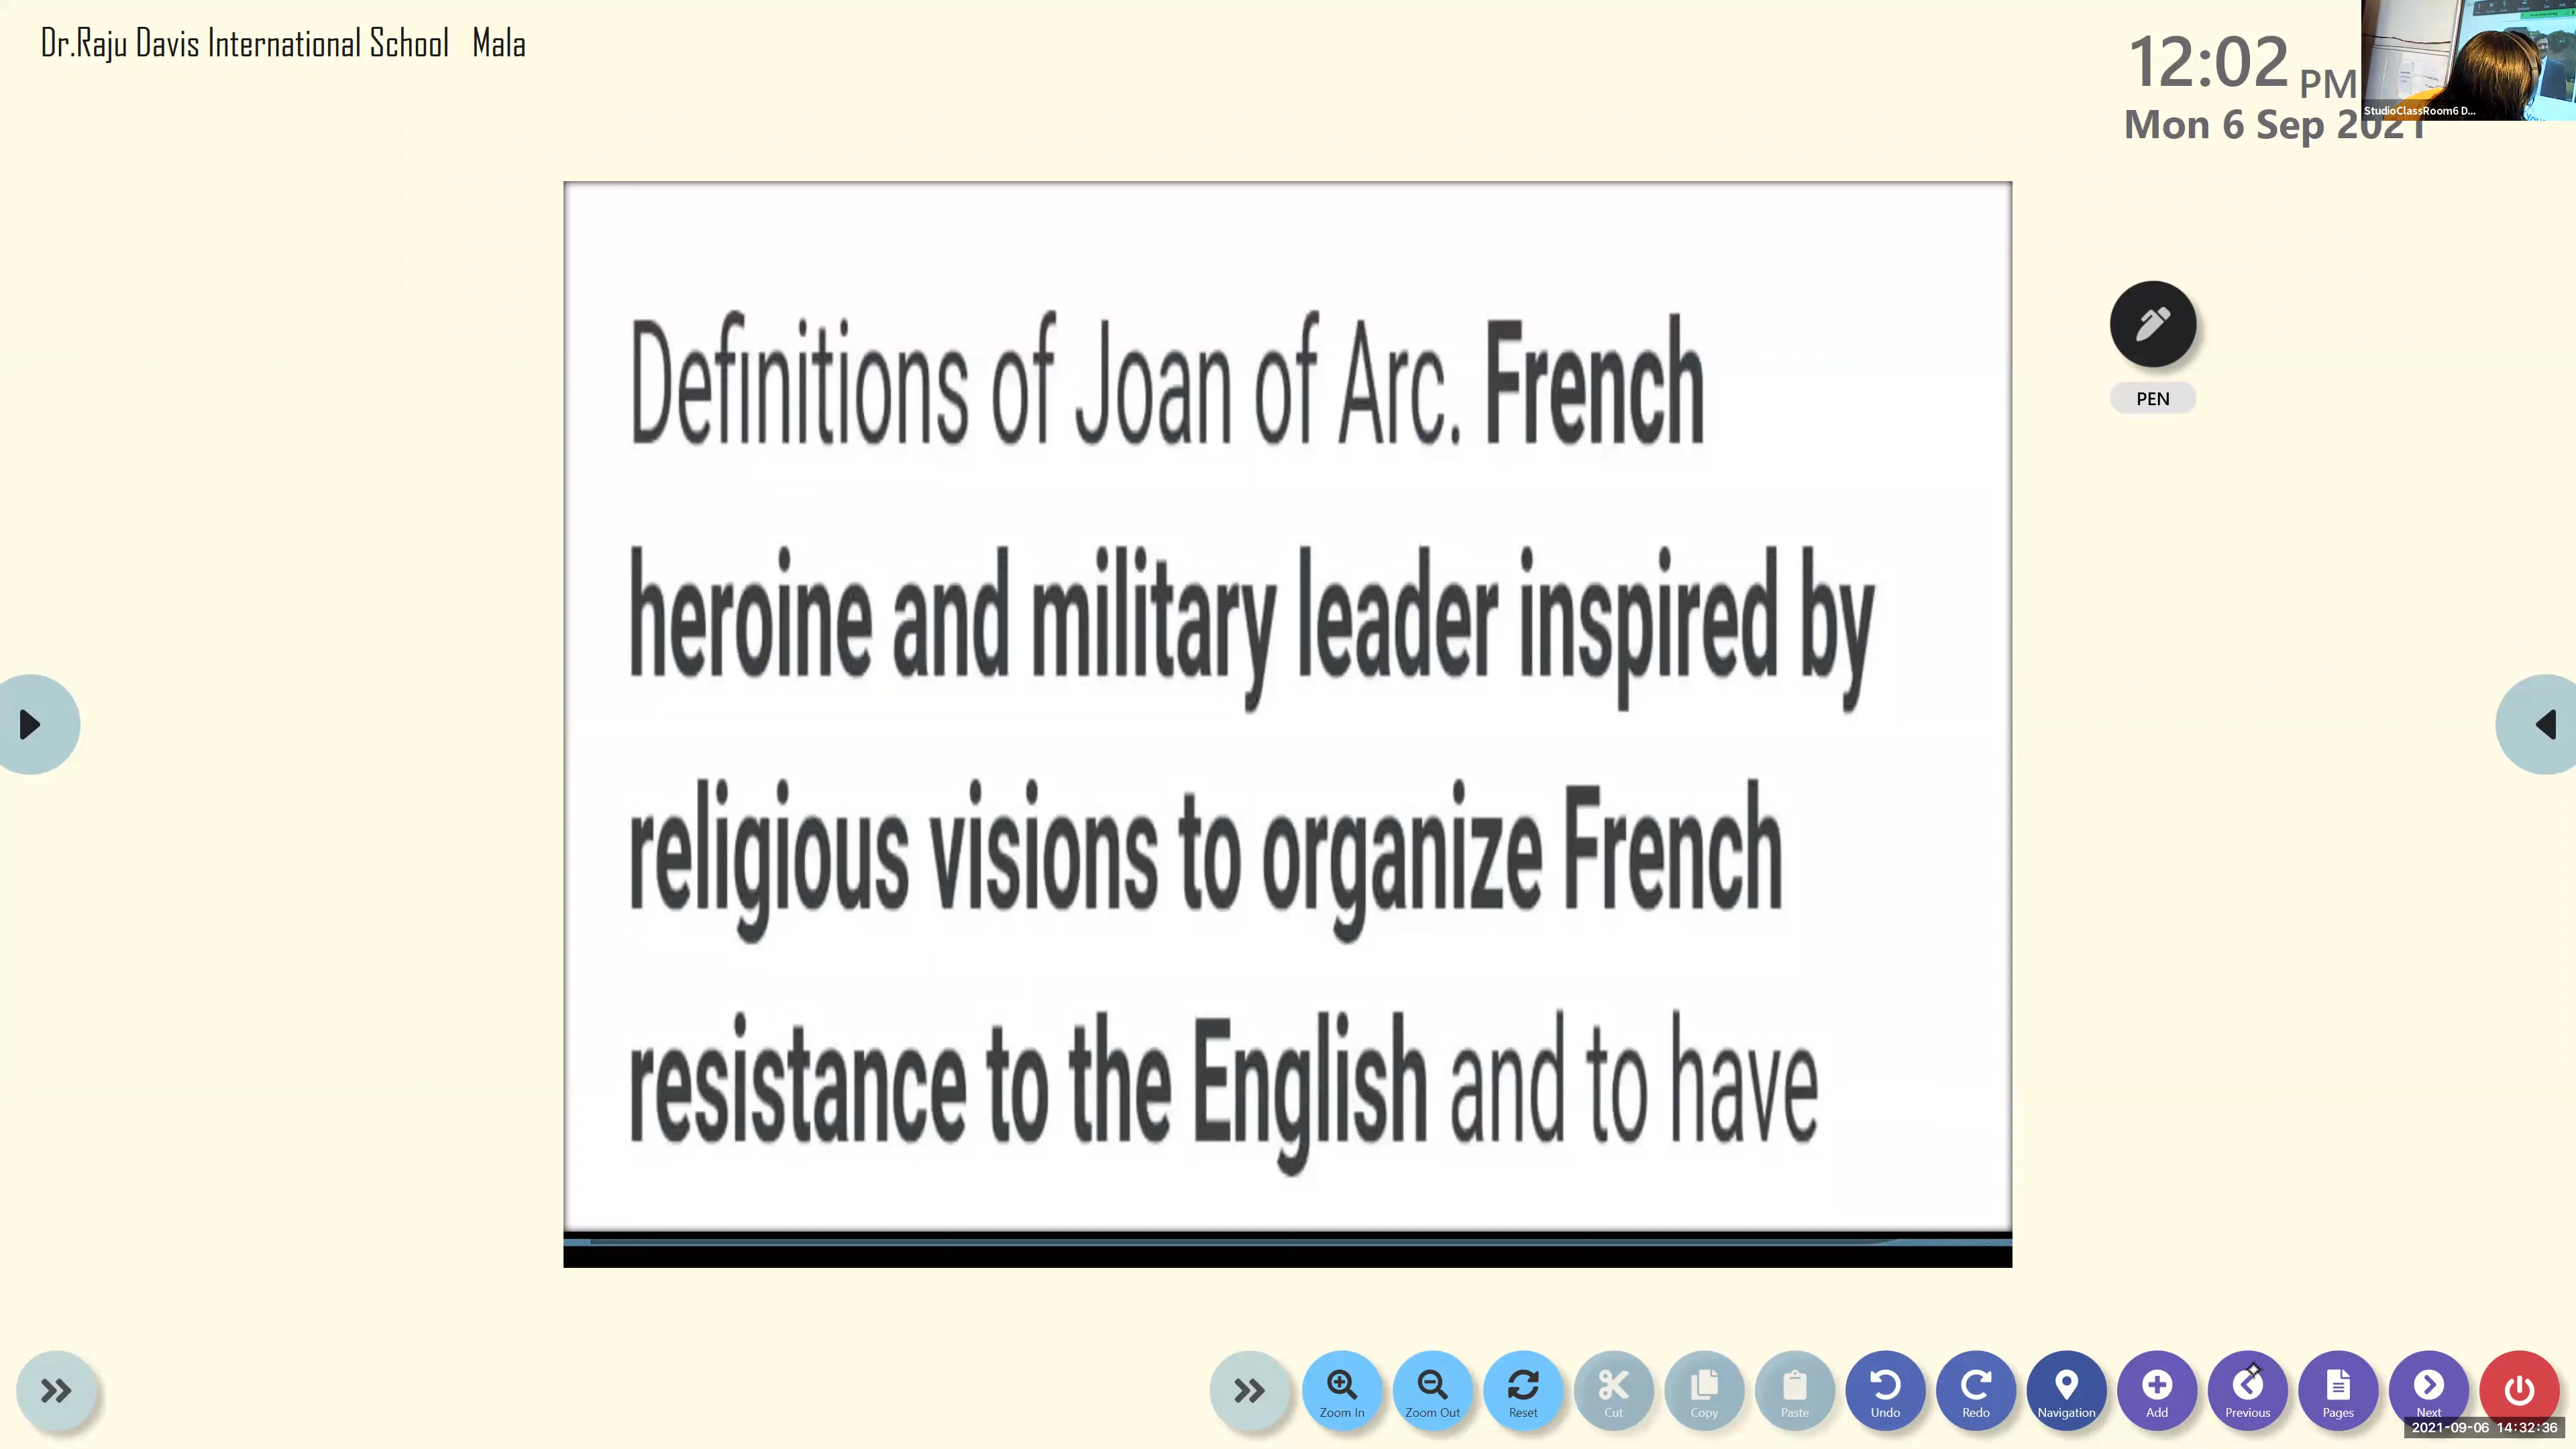 Dr.Raju Davis International School Mala
12:02 PM
Mon 6 Sep 2021
StudioClassRoom6 D...
PEN
Definitions of Joan of Arc. French
heroine and military leader inspired by
religious visions to organize French
resistance to the English and to have
Zoom In
Zoom Out
Reset
Cut
Copy
Paste
Undo
Redo
Navigation
Add
Previous
Pages
Next
2021-09-06 14:32:36